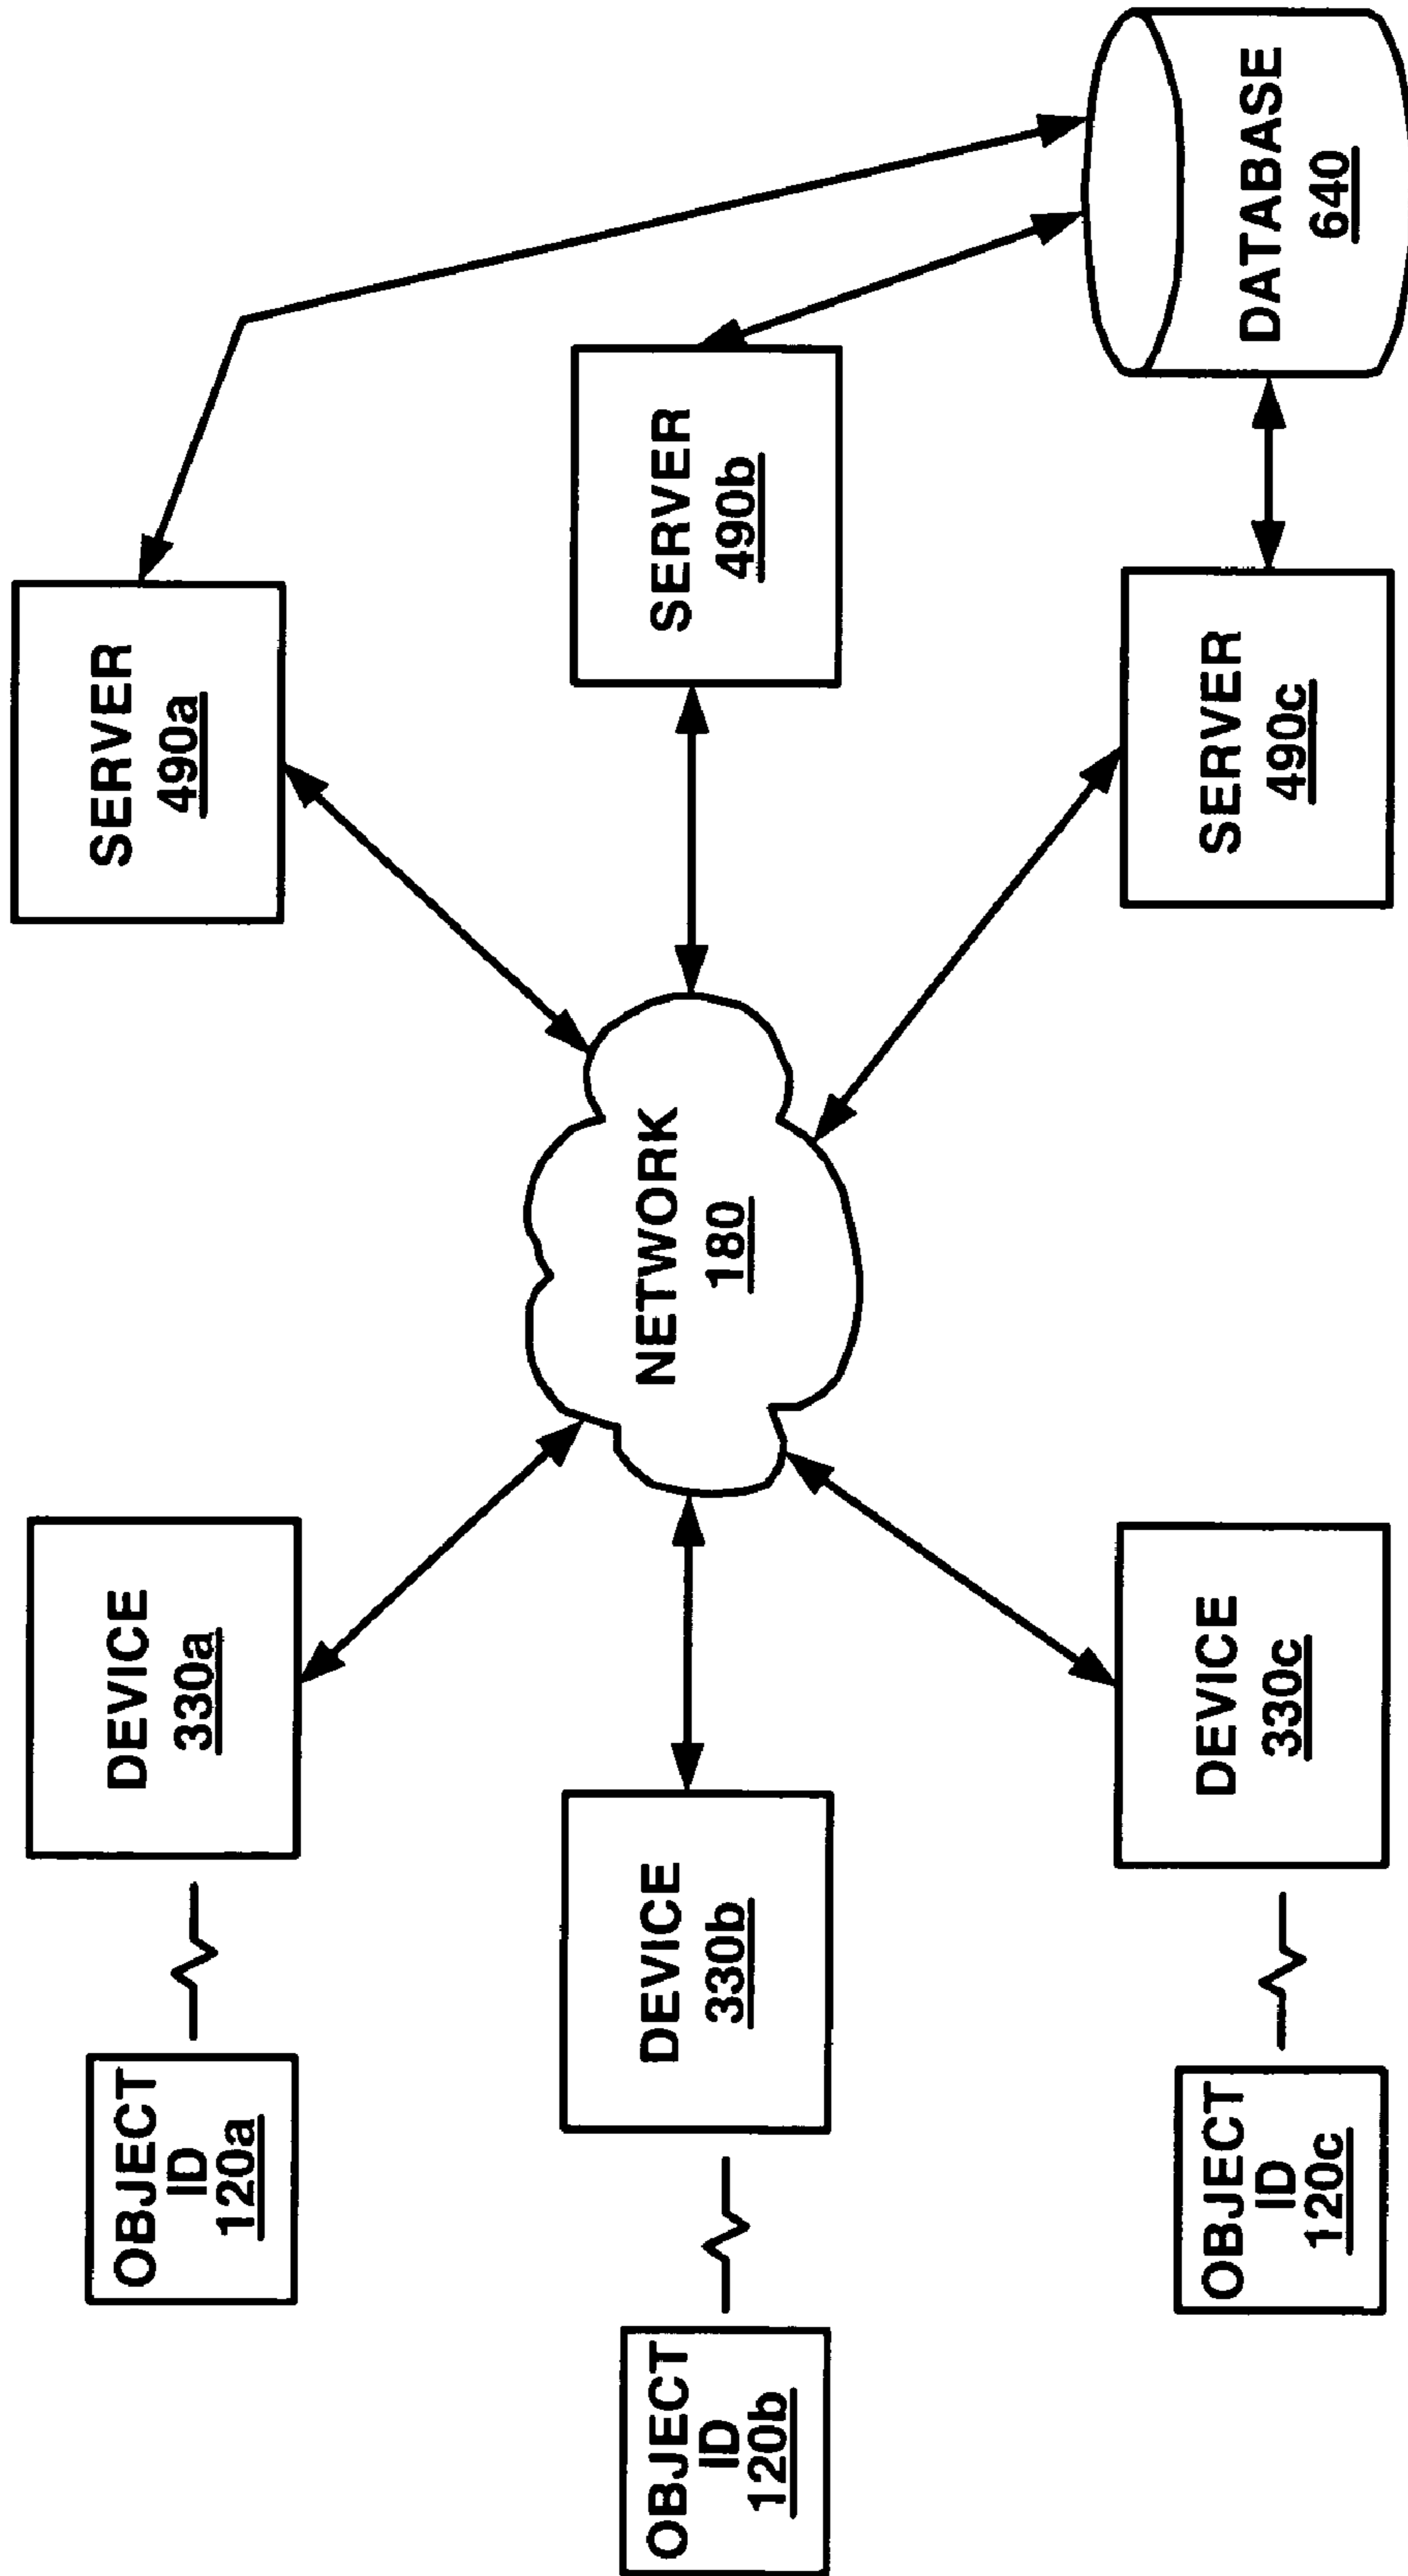 OBJECT
ID
120a
DEVICE
330a
SERVER
490a
OBJECT
ID
120b
DEVICE
330b
NETWORK
180
SERVER
490b
OBJECT
ID
120c
DEVICE
330c
SERVER
490c
DATABASE
640